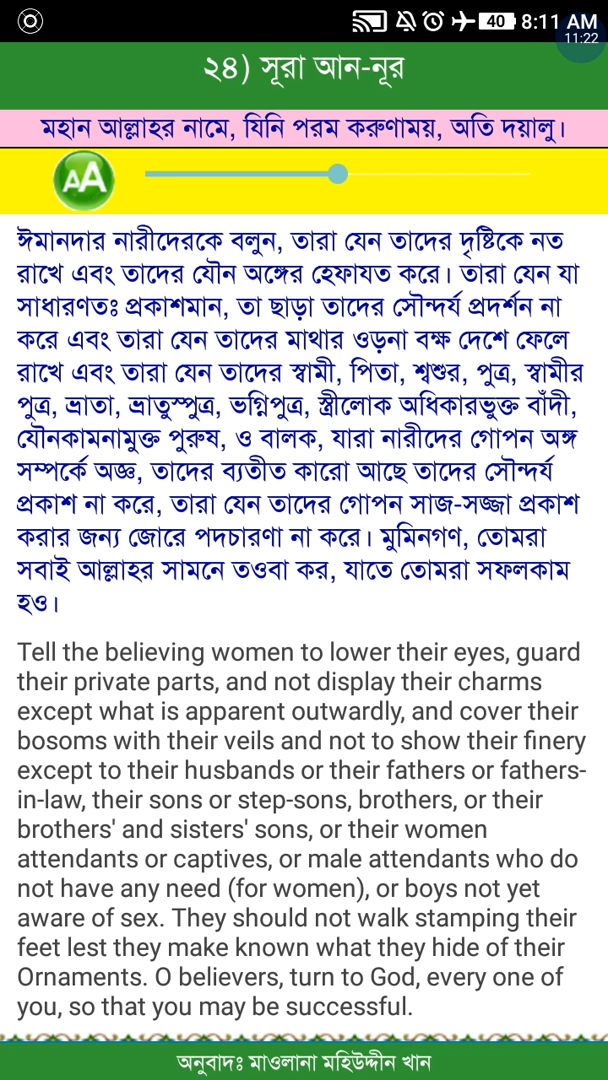 40 8:11 AM
11:22
২৪) সূরা আন-নূর
মহান আল্লাহর নামে, যিনি পরম করুণাময়, অতি দয়ালু।
AA
ঈমানদার নারীদেরকে বলুন, তারা যেন তাদের দৃষ্টিকে নত
রাখে এবং তাদের যৌন অঙ্গের হেফাযত করে। তারা যেন যা
সাধারণতঃ প্রকাশমান, তা ছাড়া তাদের সৌন্দর্য প্রদর্শন না
করে এবং তারা যেন তাদের মাথার ওড়না বক্ষ দেশে ফেলে
রাখে এবং তারা যেন তাদের স্বামী, পিতা, শ্বশুর, পুত্র, স্বামীর
পুত্র, ভ্রাতা, ভ্রাতুস্পুত্র, ভগ্নিপুত্র, স্ত্রীলোক অধিকারভুক্ত বাঁদী,
যৌনকামনামুক্ত পুরুষ, ও বালক, যারা নারীদের গোপন অঙ্গ
সম্পর্কে অজ্ঞ, তাদের ব্যতীত কারো আছে তাদের সৌন্দর্য
প্রকাশ না করে, তারা যেন তাদের গোপন সাজ-সজ্জা প্রকাশ
করার জন্য জোরে পদচারণা না করে। মুমিনগণ, তোমরা
সবাই আল্লাহর সামনে তওবা কর, যাতে তোমরা সফলকাম
হও।
Tell the believing women to lower their eyes, guard
their private parts, and not display their charms
except what is apparent outwardly, and cover their
bosoms with their veils and not to show their finery
except to their husbands or their fathers or fathers-
in-law, their sons or step-sons, brothers, or their
brothers' and sisters' sons, or their women
attendants or captives, or male attendants who do
not have any need (for women), or boys not yet
aware of sex. They should not walk stamping their
feet lest they make known what they hide of their
Ornaments. O believers, turn to God, every one of
you, so that you may be successful.
অনুবাদঃ মাওলানা মহিউদ্দীন খান